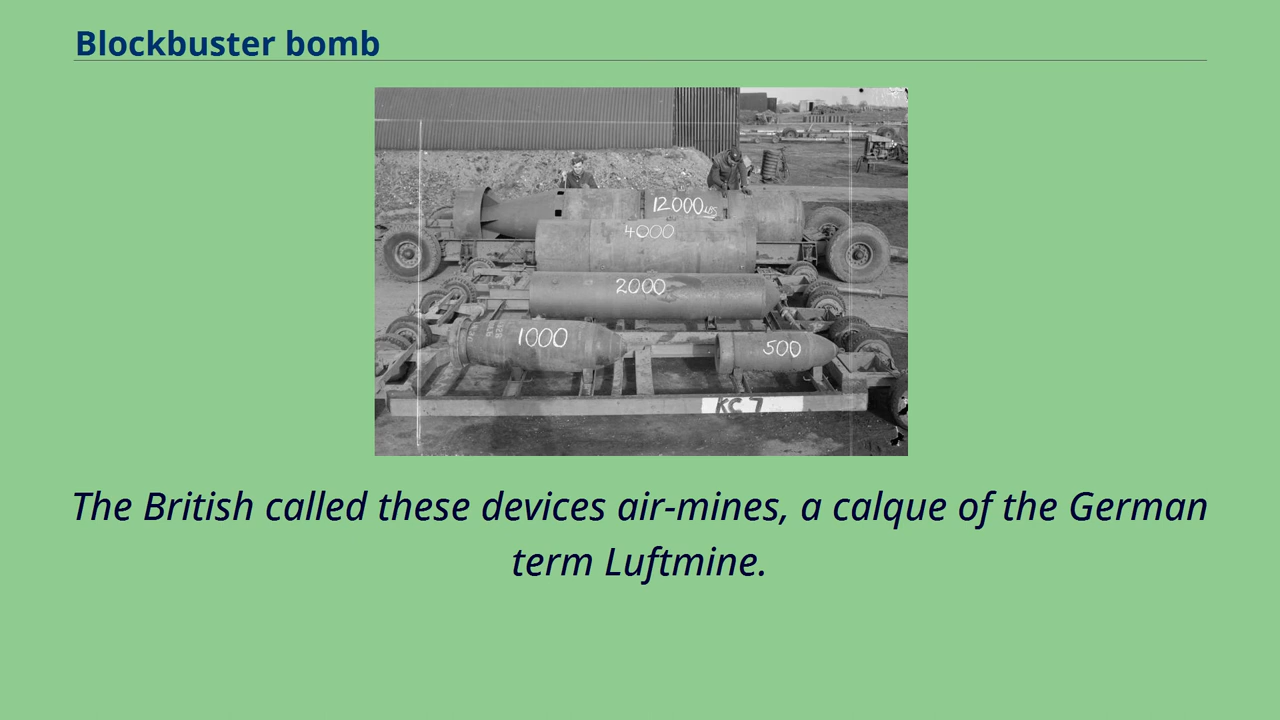 Blockbuster bomb
12000 LBS
4000
2000
1000
500
KC 7
The British called these devices air-mines, a calque of the German
term Luftmine.